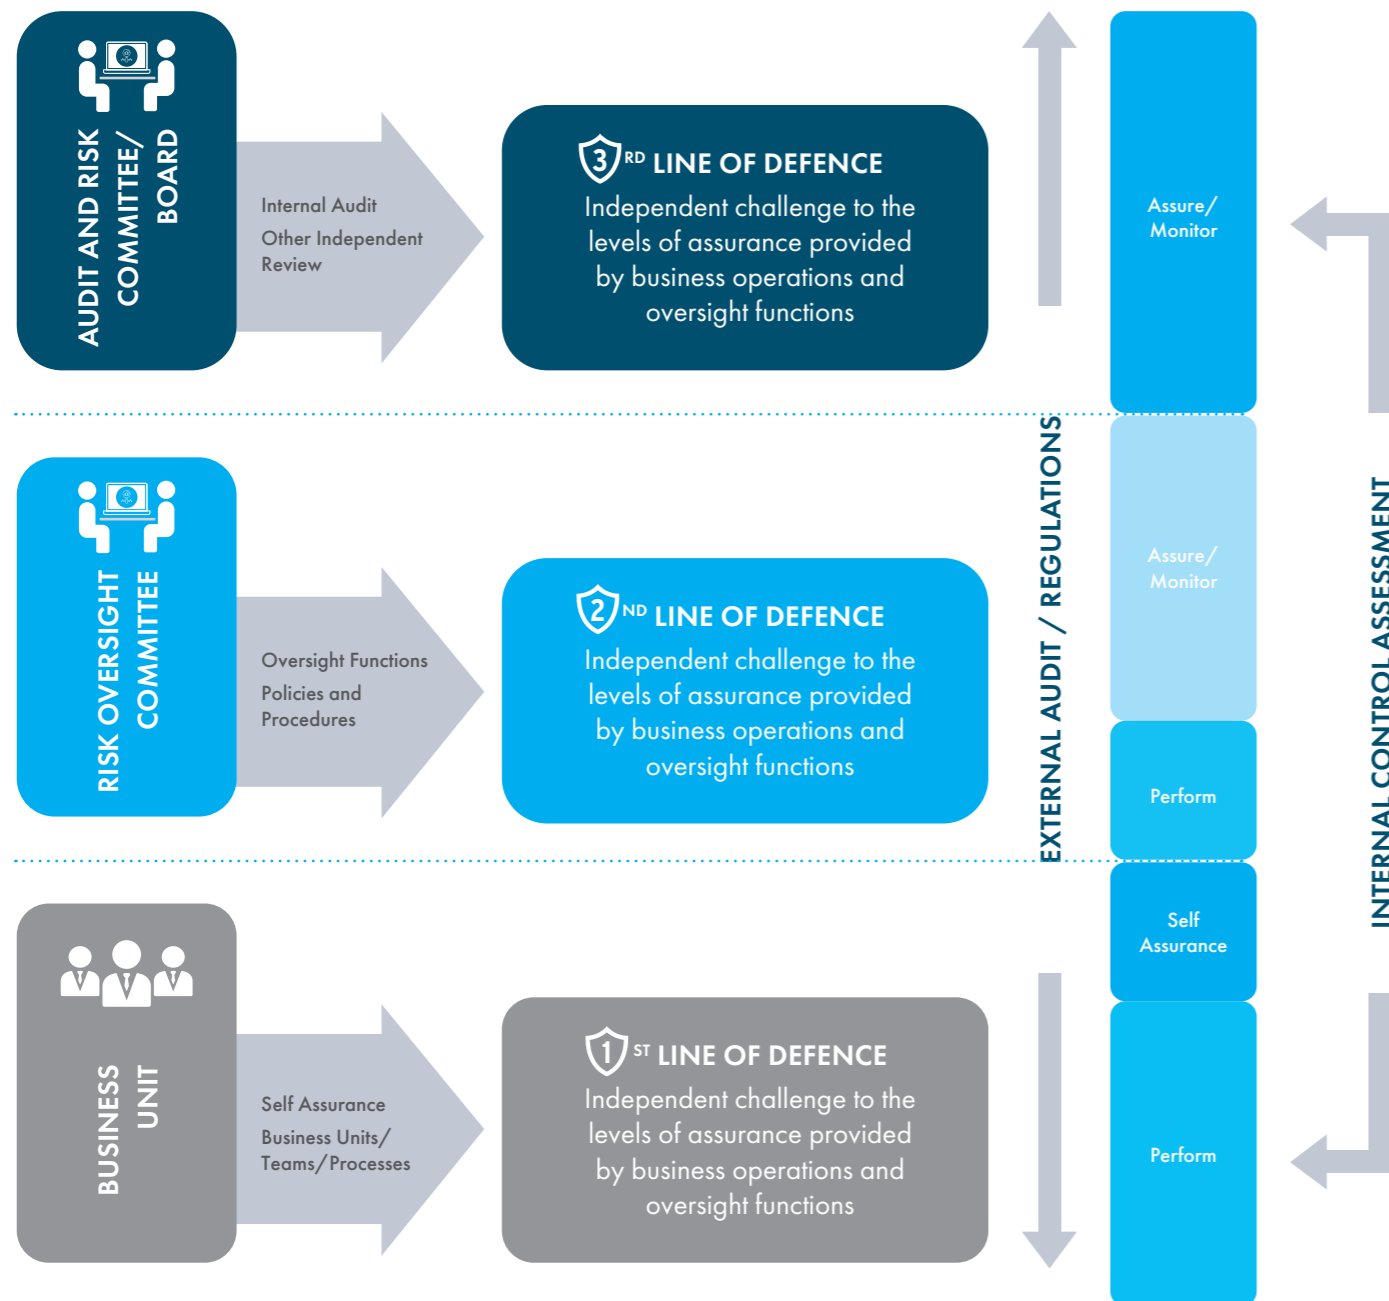 AUDIT AND RISK
COMMITTEE/
BOARD
Internal Audit
Other Independent
Review
3RD LINE OF DEFENCE
Independent challenge to the
levels of assurance provided
by business operations and
oversight functions
Assure/
Monitor
RISK OVERSIGHT
COMMITTEE
Oversight Functions
Policies and
Procedures
2ND LINE OF DEFENCE
Independent challenge to the
levels of assurance provided
by business operations and
oversight functions
EXTERNAL AUDIT / REGULATIONS
Assure/
Monitor
Perform
INTERNAL CONTROL ASSESSMENT
BUSINESS
UNIT
Self Assurance
Business Units/
Teams/Processes
1ST LINE OF DEFENCE
Independent challenge to the
levels of assurance provided
by business operations and
oversight functions
Self
Assurance
Perform